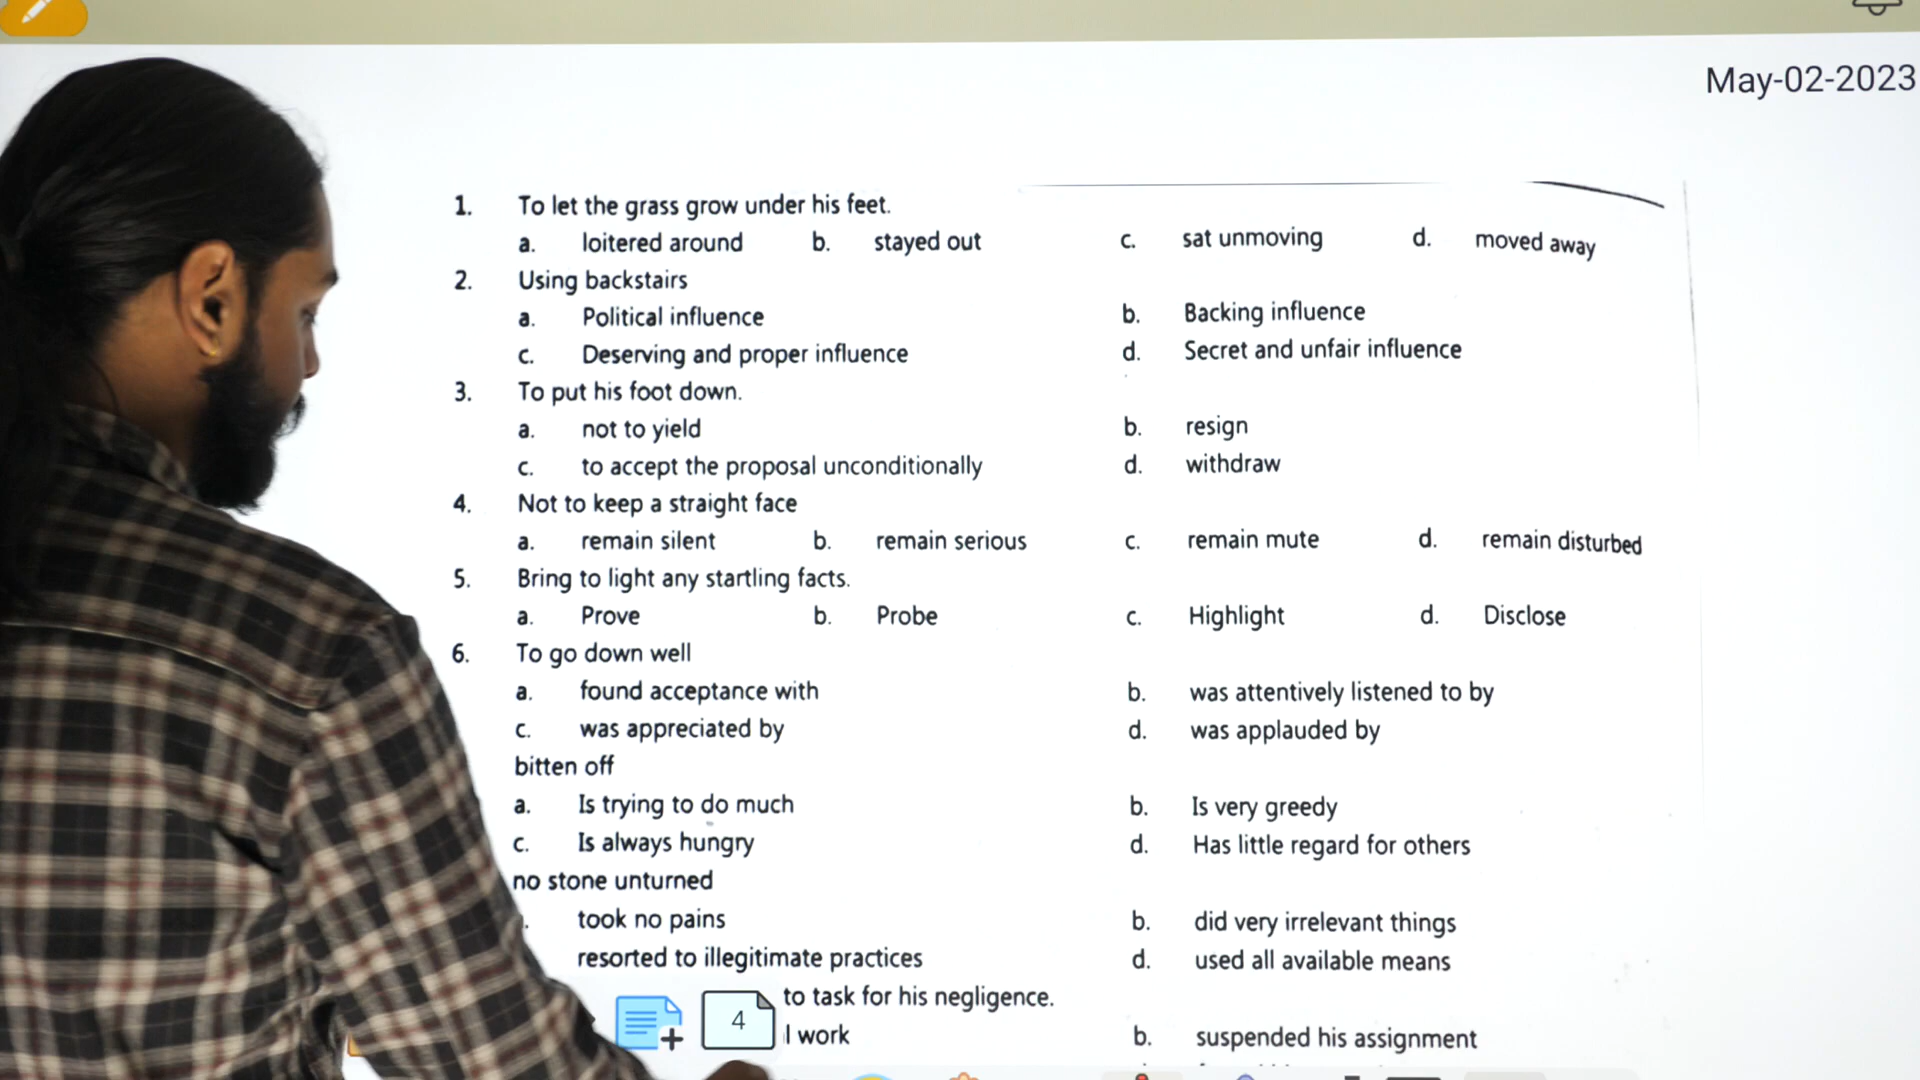 May-02-2023
1. To let the grass grow under his feet.
a. loitered around b. stayed out c. sat unmoving d. moved away
2. Using backstairs
a. Political influence b. Backing influence
c. Deserving and proper influence d. Secret and unfair influence
3. To put his foot down.
a. not to yield b. resign
c. to accept the proposal unconditionally d. withdraw
4. Not to keep a straight face
a. remain silent b. remain serious c. remain mute d. remain disturbed
5. Bring to light any startling facts.
a. Prove b. Probe c. Highlight d. Disclose
6. To go down well
a. found acceptance with b. was attentively listened to by
c. was appreciated by d. was applauded by
bitten off
a. Is trying to do much b. Is very greedy
c. Is always hungry d. Has little regard for others
no stone unturned
took no pains b. did very irrelevant things
resorted to illegitimate practices d. used all available means
to task for his negligence.
4
work b. suspended his assignment